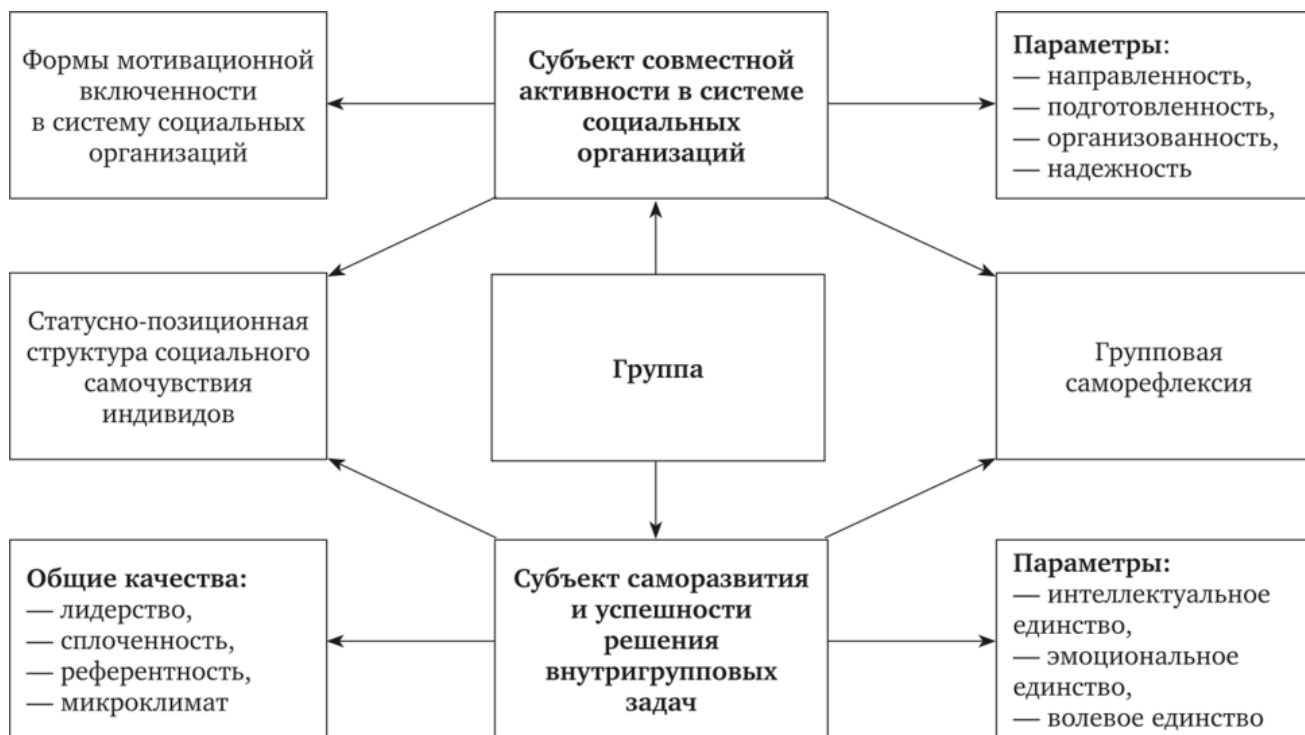 Формы мотивационной
включенности
в систему социальных
организаций
Субъект совместной
активности в системе
социальных
организаций
Параметры:
— направленность,
— подготовленность,
— организованность,
— надежность
Статусно-позиционная
структура социального
самочувствия
индивидов
Группа
Групповая
саморефлексия
Общие качества:
— лидерство,
— сплоченность,
— референтность,
— микроклимат
Субъект саморазвития
и успешности
решения
внутригрупповых
задач
Параметры:
— интеллектуальное
единство,
— эмоциональное
единство,
— волевое единство